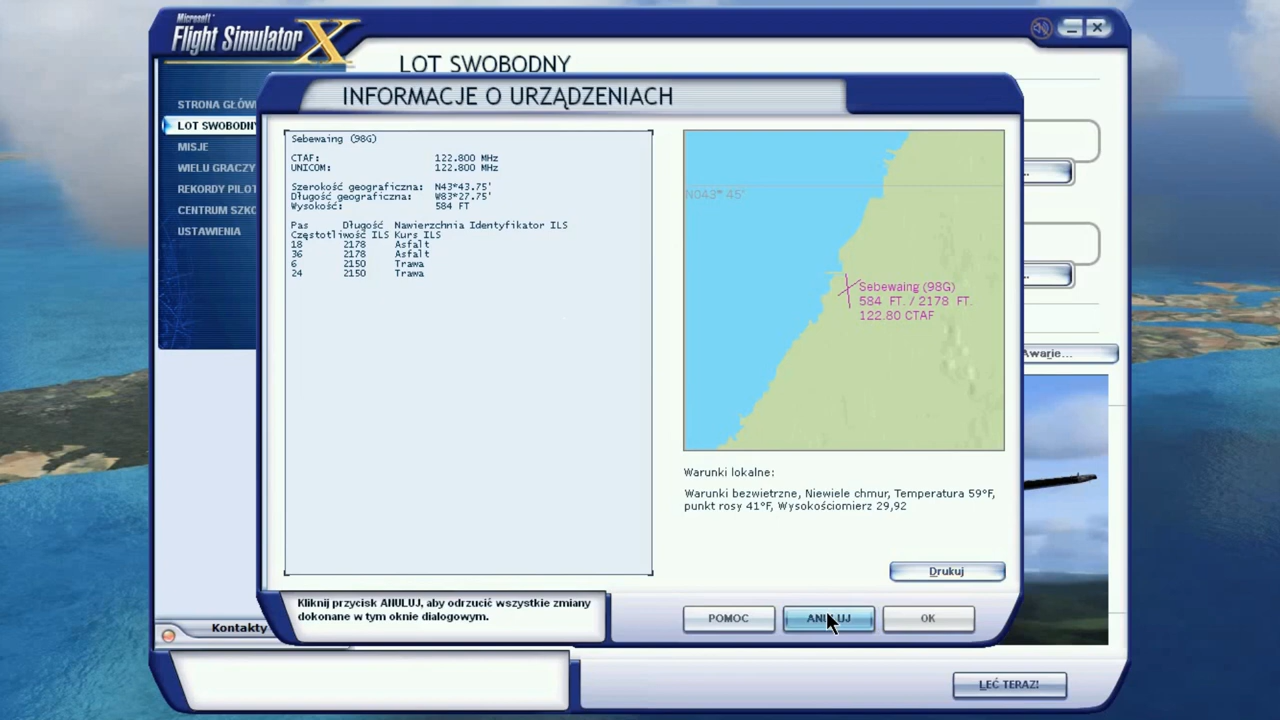 Microsoft
Flight Simulator X
LOT SWOBODNY
INFORMACJE O URZĄDZENIACH
STRONA GŁÓW
LOT SWOBODNY
MISJE
WIELU GRACZY
REKORDY PILOT
CENTRUM SZKO
USTAWIENIA
Sebewaing (98G)
CTAF: 122.800 MHz
UNICOM: 122.800 MHz
Szerokość geograficzna: N43°43.75'
Długość geograficzna: W83°27.75'
Wysokość: 584 FT
Pas Długość Nawierzchnia Identyfikator ILS
Częstotliwość ILS Kurs ILS
18 2178 Asfalt
36 2178 Asfalt
6 2150 Trawa
24 2150 Trawa
N043° 45'
Sebewaing (98G)
584 FT. / 2178 FT.
122.80 CTAF
...
...
Awarie...
Warunki lokalne:
Warunki bezwietrzne, Niewiele chmur, Temperatura 59°F,
punkt rosy 41°F, Wysokościomierz 29,92
Drukuj
Kliknij przycisk ANULUJ, aby odrzucić wszystkie zmiany
dokonane w tym oknie dialogowym.
POMOC
ANULUJ
OK
Kontakty
LEĆ TERAZ!